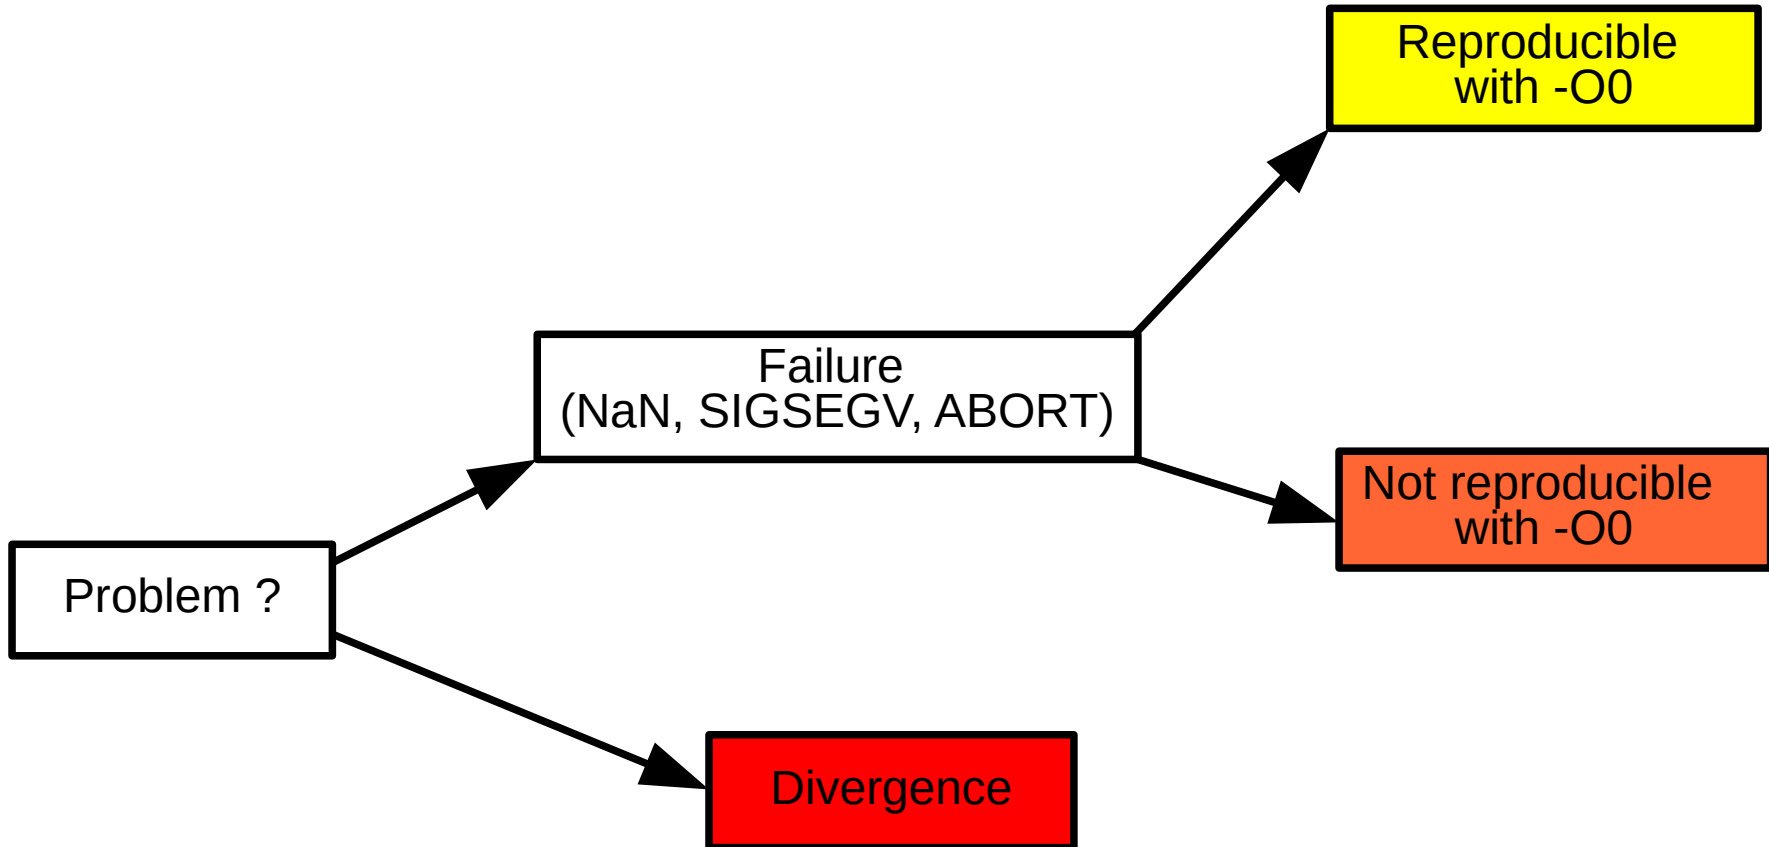 Reproducible
with -O0
Failure
(NaN, SIGSEGV, ABORT)
Not reproducible
with -O0
Problem ?
Divergence